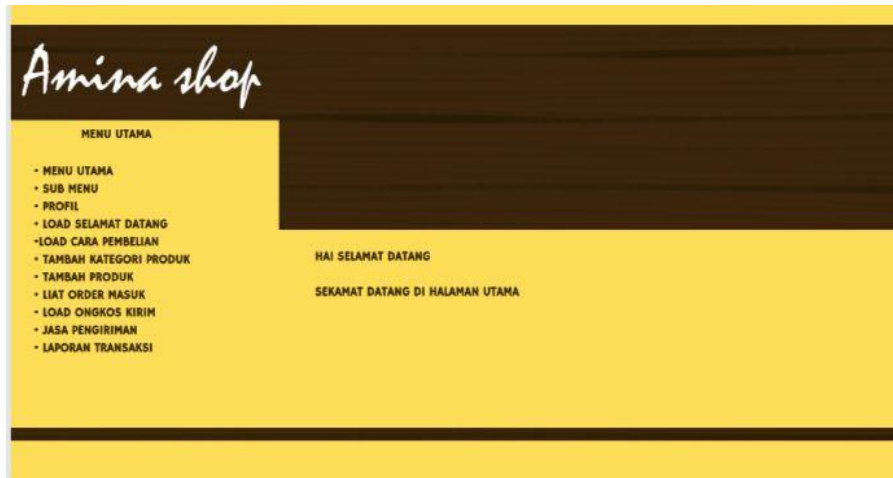 Amina shop
MENU UTAMA
• MENU UTAMA
• SUB MENU
• PROFIL
• LOAD SELAMAT DATANG
•LOAD CARA PEMBELIAN
• TAMBAH KATEGORI PRODUK
• TAMBAH PRODUK
• LIAT ORDER MASUK
• LOAD ONGKOS KIRIM
• JASA PENGIRIMAN
• LAPORAN TRANSAKSI
HAI SELAMAT DATANG
SEKAMAT DATANG DI HALAMAN UTAMA